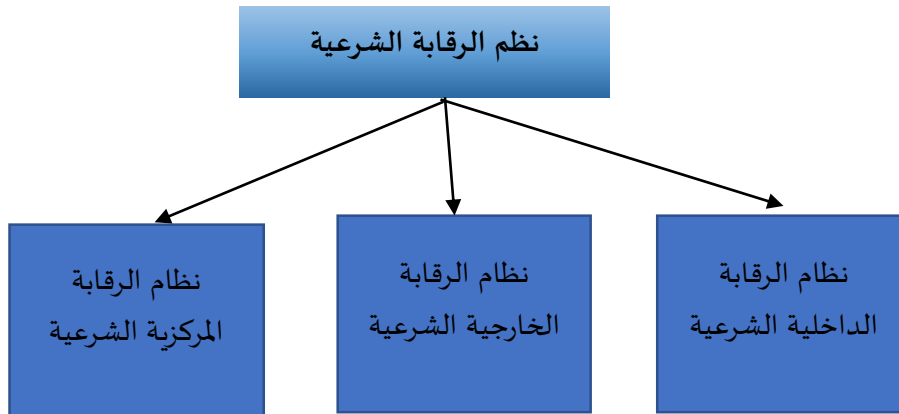 نظم الرقابة الشرعية
نظام الرقابة
الداخلية الشرعية
نظام الرقابة
الخارجية الشرعية
نظام الرقابة
المركزية الشرعية